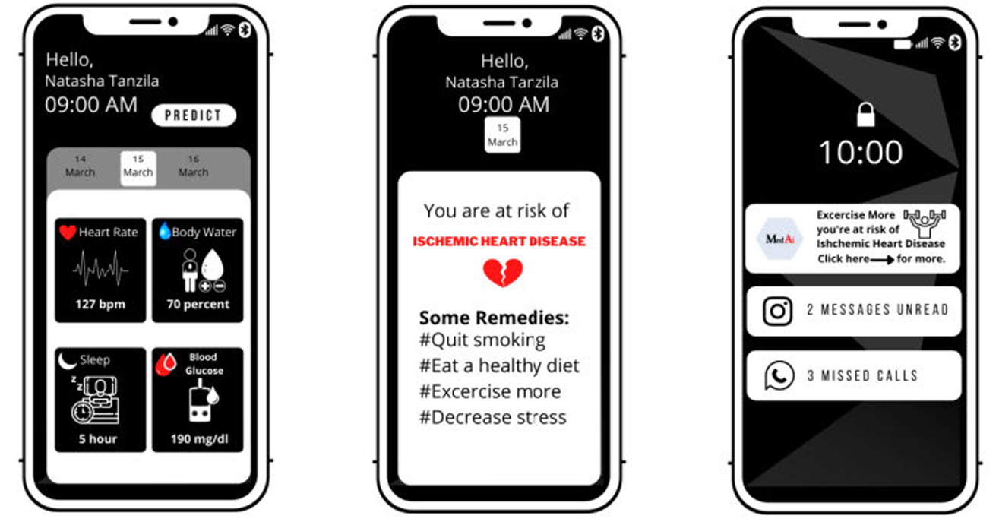 Hello,
Natasha Tanzila
09:00 AM
PREDICT
14
March
15
March
16
March
Heart Rate
127 bpm
Body Water
70 percent
Sleep
z z
5 hour
Blood
Glucose
190 mg/dl
Hello,
Natasha Tanzila
09:00 AM
15
March
You are at risk of
ISCHEMIC HEART DISEASE
Some Remedies:
#Quit smoking
#Eat a healthy diet
#Excercise more
#Decrease stress
10:00
MedAi
Excercise More
you're at risk of
Ishchemic Heart Disease
Click here for more.
2 MESSAGES UNREAD
3 MISSED CALLS